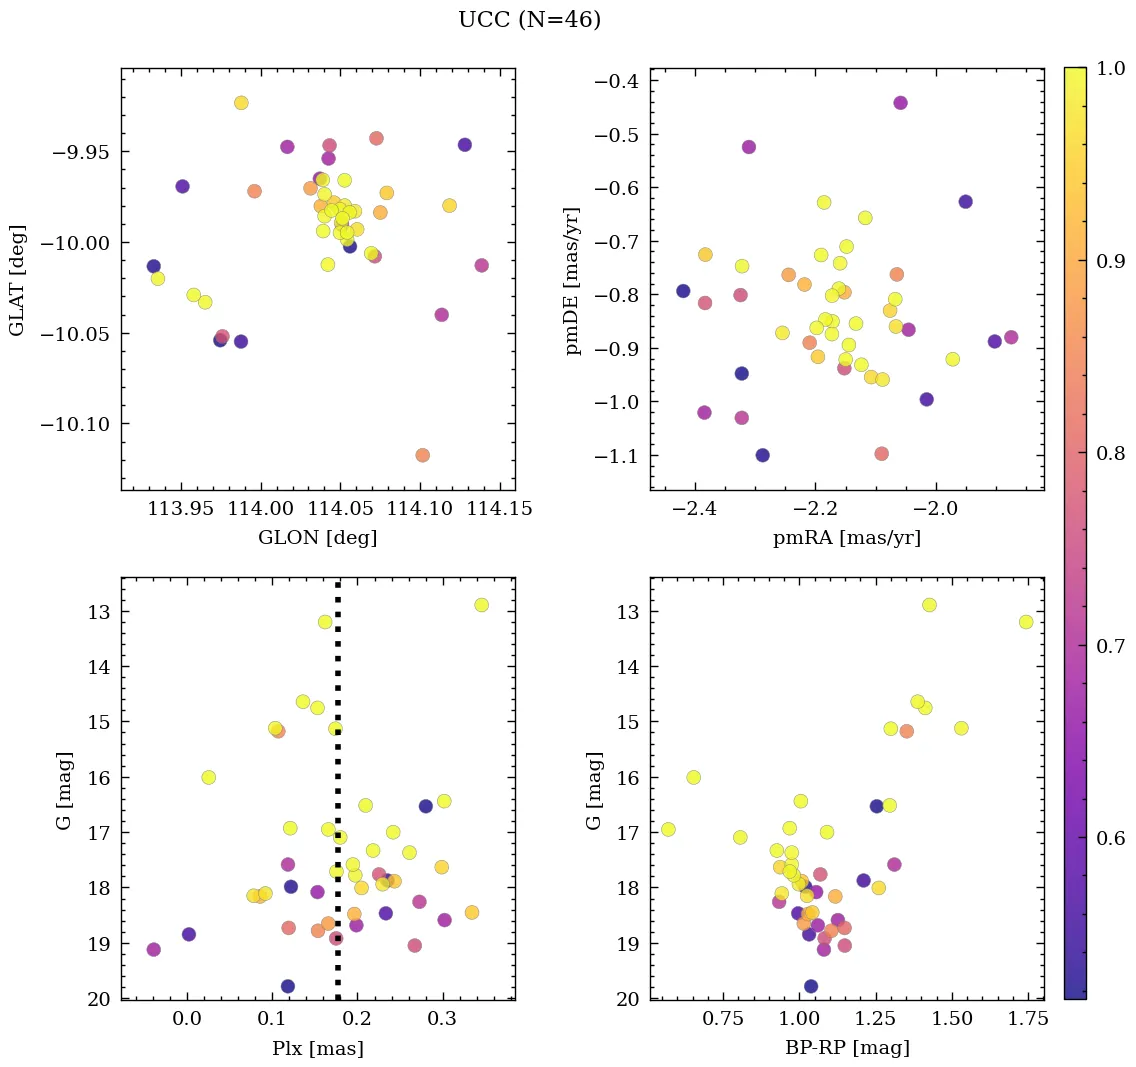 UCC (N=46)
−9.95
−10.00
−10.05
−10.10
GLAT [deg]
113.95 114.00 114.05 114.10 114.15
GLON [deg]
−0.4
−0.5
−0.6
−0.7
−0.8
−0.9
−1.0
−1.1
pmDE [mas/yr]
−2.4 −2.2 −2.0
pmRA [mas/yr]
13
14
15
16
17
18
19
20
G [mag]
0.0 0.1 0.2 0.3
Plx [mas]
13
14
15
16
17
18
19
20
G [mag]
0.75 1.00 1.25 1.50 1.75
BP-RP [mag]
1.0
0.9
0.8
0.7
0.6